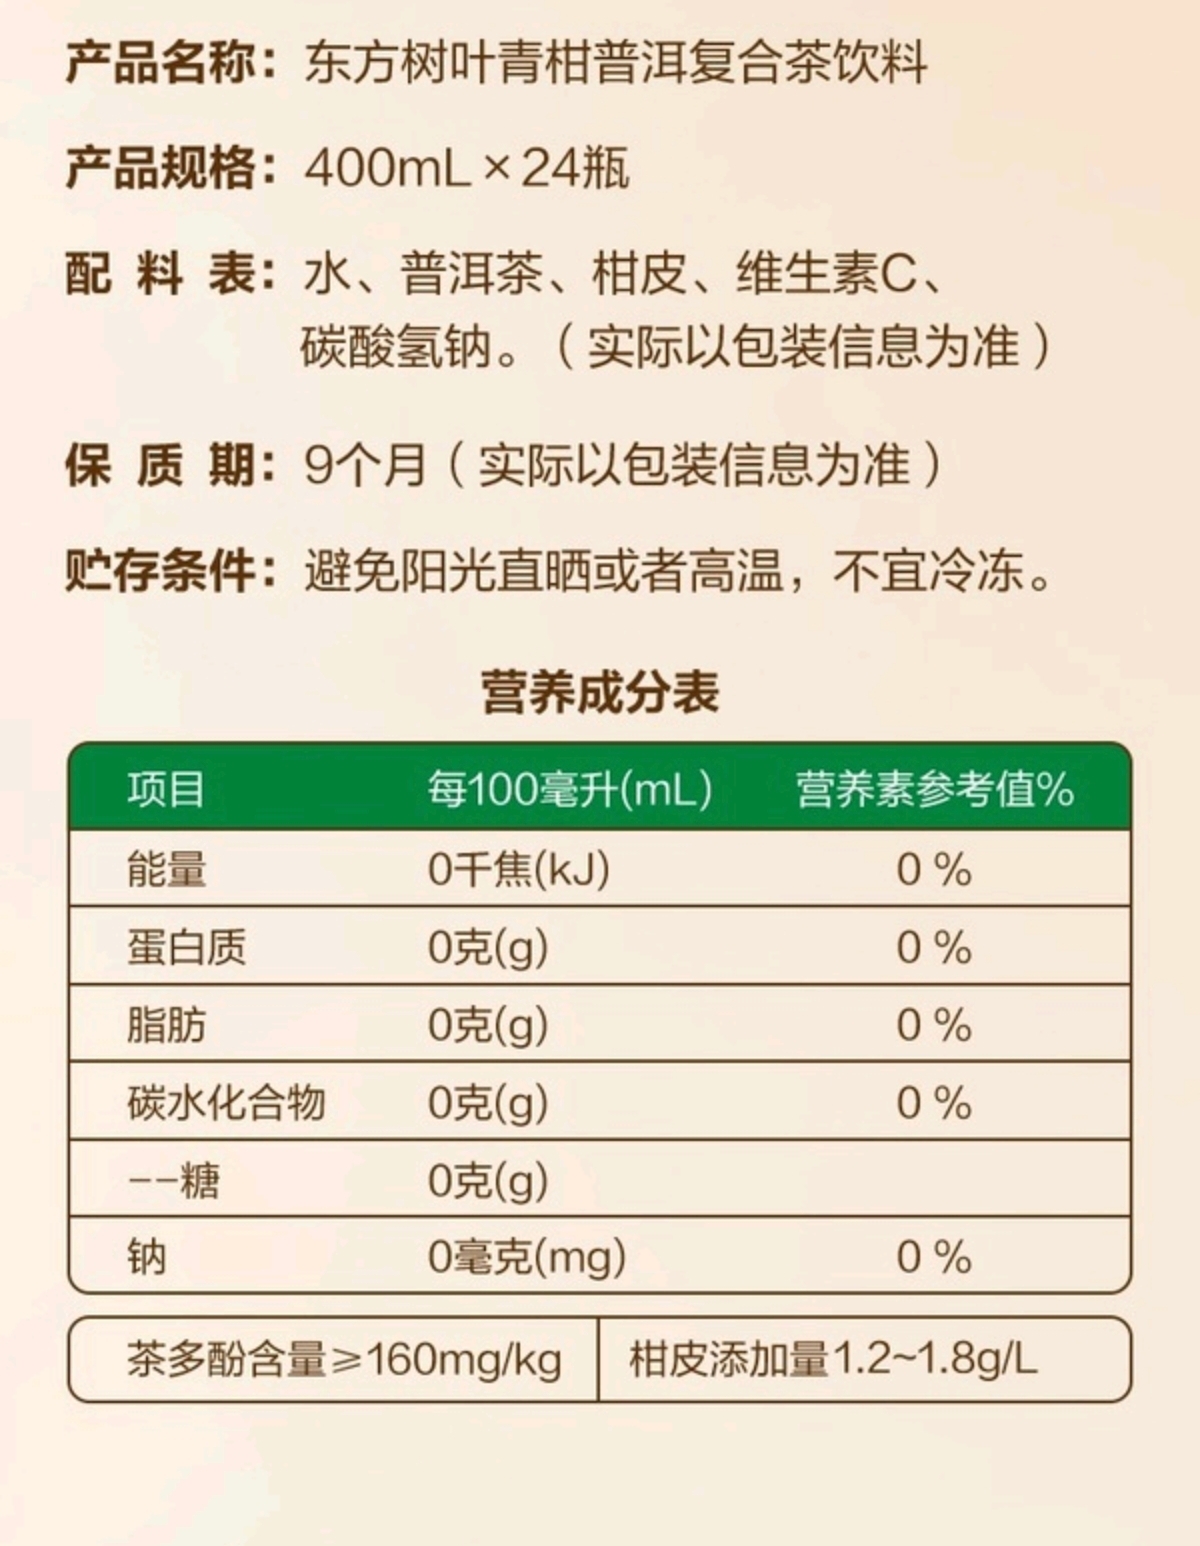 产品名称：东方树叶青柑普洱复合茶饮料
产品规格：400mL×24瓶
配料表：水、普洱茶、柑皮、维生素C、
碳酸氢钠。（实际以包装信息为准）
保质期：9个月（实际以包装信息为准）
贮存条件：避免阳光直晒或者高温，不宜冷冻。
营养成分表
项目 每100毫升(mL) 营养素参考值%
能量 0千焦(kJ) 0 %
蛋白质 0克(g) 0 %
脂肪 0克(g) 0 %
碳水化合物 0克(g) 0 %
--糖 0克(g)
钠 0毫克(mg) 0 %
茶多酚含量≥160mg/kg 柑皮添加量1.2~1.8g/L